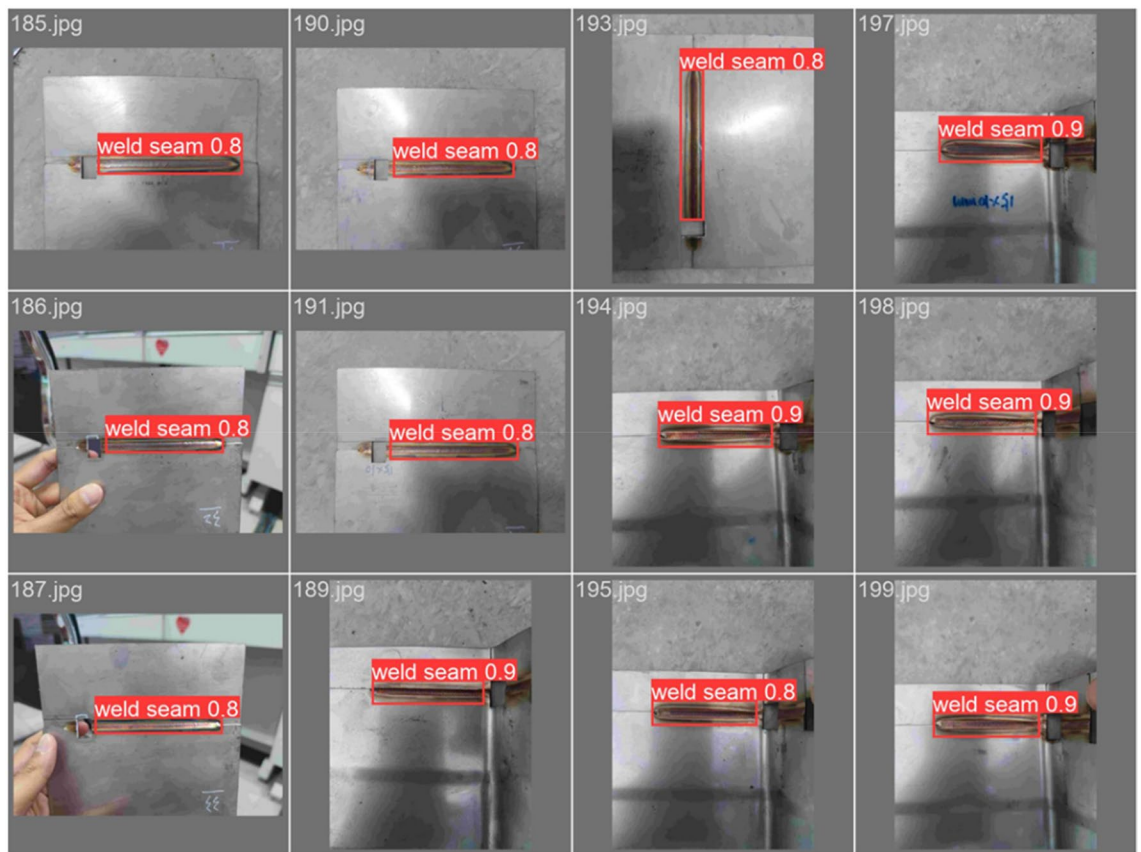 185.jpg
190.jpg
193.jpg
197.jpg
weld seam 0.8
weld seam 0.8
weld seam 0.8
weld seam 0.9
186.jpg
191.jpg
194.jpg
198.jpg
weld seam 0.8
weld seam 0.8
weld seam 0.9
weld seam 0.9
187.jpg
189.jpg
195.jpg
199.jpg
weld seam 0.8
weld seam 0.9
weld seam 0.8
weld seam 0.9